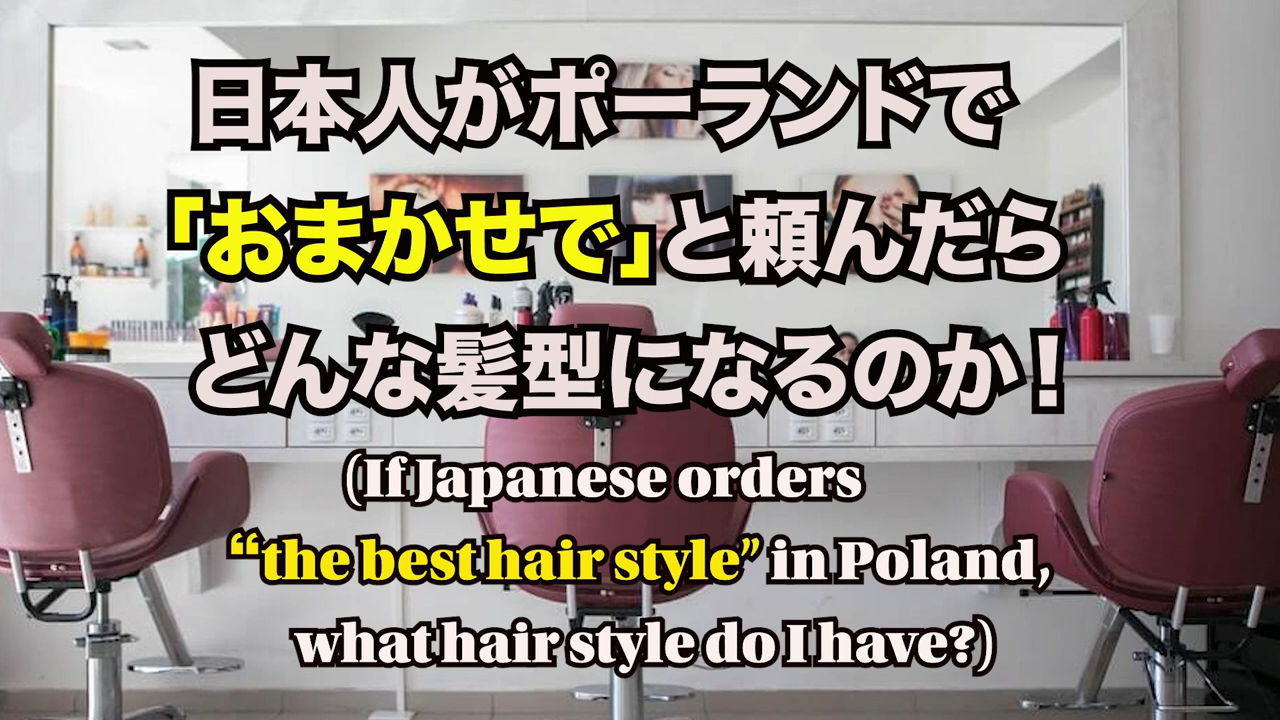 日本人がポーランドで
「おまかせで」と頼んだら
どんな髪型になるのか！
(If Japanese orders
“the best hair style” in Poland,
what hair style do I have?)